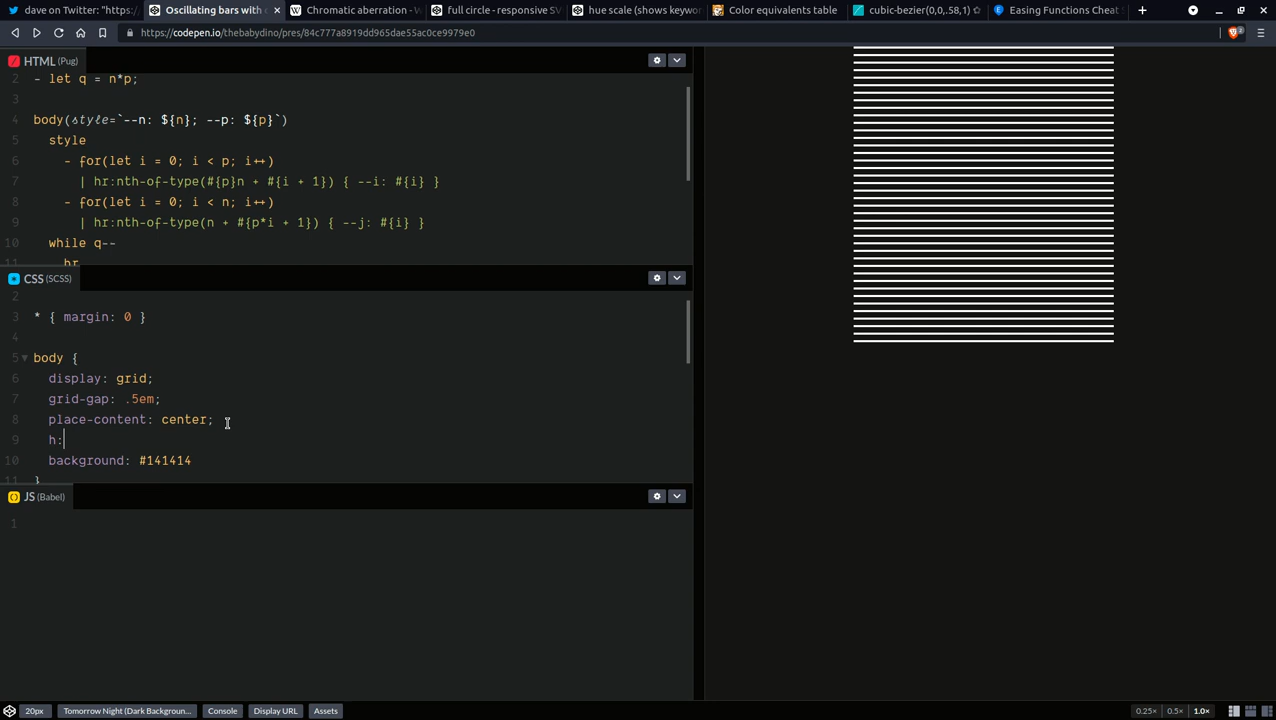 dave on Twitter: "https:/
Oscillating bars with
Chromatic aberration - W
full circle - responsive SV
hue scale (shows keywor
Color equivalents table
cubic-bezier(0,0,.58,1)
Easing Functions Cheat
https://codepen.io/thebabydino/pres/84c777a8919dd965dae55ac0ce9979e0
2
HTML (Pug)
2 - let q = n*p;
3
4 body(style=`--n: ${n}; --p: ${p}`)
5 style
6 - for(let i = 0; i < p; i++)
7 | hr:nth-of-type(#{p}n + #{i + 1}) { --i: #{i} }
8 - for(let i = 0; i < n; i++)
9 | hr:nth-of-type(n + #{p*i + 1}) { --j: #{i} }
10 while q--
11 hr
CSS (SCSS)
2
3 * { margin: 0 }
4
5 body {
6 display: grid;
7 grid-gap: .5em;
8 place-content: center;
9 h:
10 background: #141414
11 }
JS (Babel)
1
20px
Tomorrow Night (Dark Backgroun...
Console
Display URL
Assets
0.25×
0.5×
1.0×